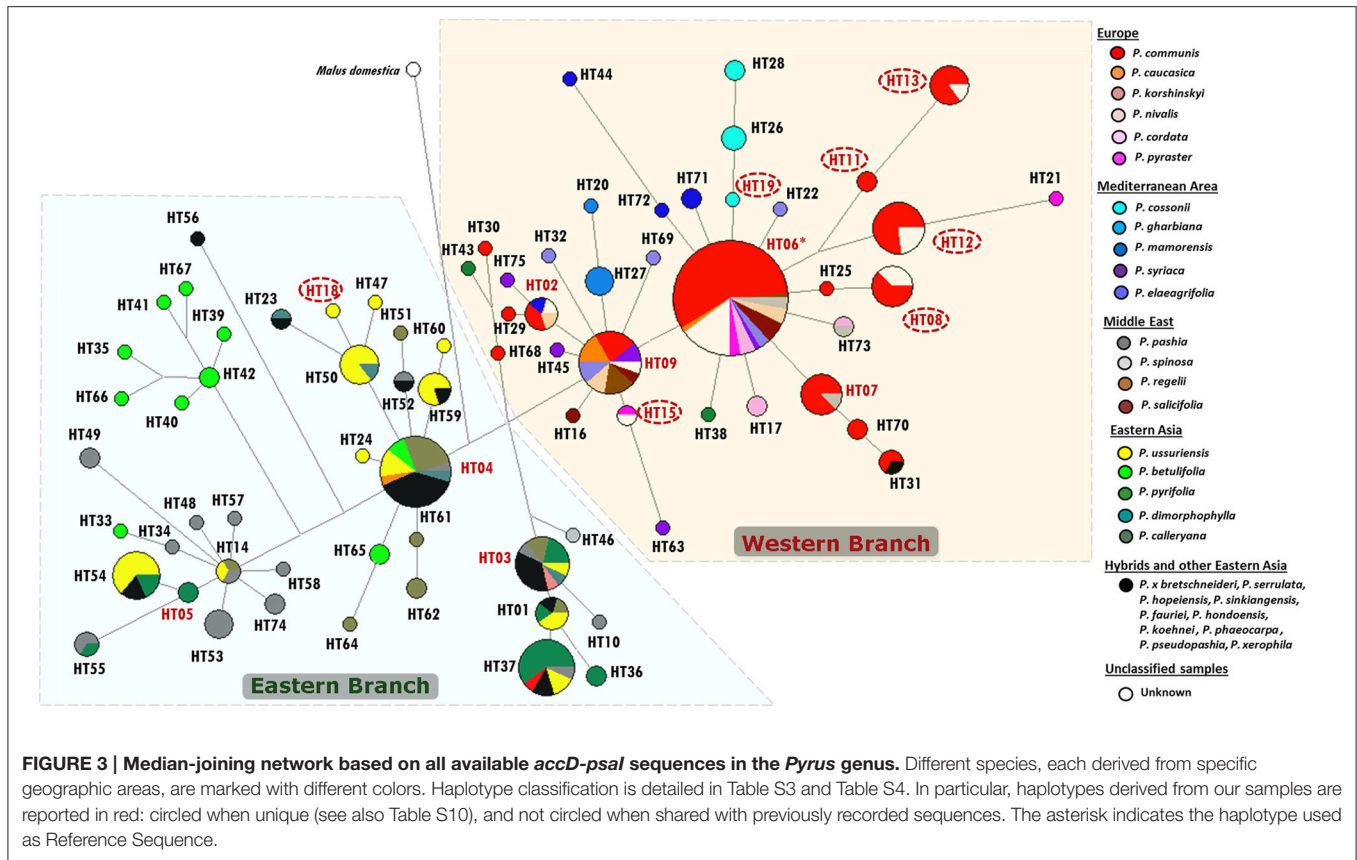 Malus domestica
HT44
HT28
HT13
HT26
HT11
HT21
HT20
HT71
HT19
HT22
HT72
HT56
HT30
HT32
HT69
HT06*
HT12
HT43
HT75
HT67
HT41
HT39
HT23
HT18
HT47
HT02
HT27
HT25
HT51
HT08
HT35
HT60
HT29
HT73
HT42
HT50
HT68
HT45
HT09
HT66
HT40
HT52
HT59
HT07
HT49
HT24
HT16
HT15
HT38
HT17
HT70
HT04
HT31
HT48
HT57
HT61
HT33
HT34
HT14
HT65
HT46
HT63
Western Branch
HT03
HT54
HT58
HT05
HT74
HT62
HT01
HT10
HT55
HT53
HT64
HT37
HT36
Eastern Branch
Europe
P. communis
P. caucasica
P. korshinskyi
P. nivalis
P. cordata
P. pyraster
Mediterranean Area
P. cossonii
P. gharbiana
P. mamorensis
P. syriaca
P. elaeagrifolia
Middle East
P. pashia
P. spinosa
P. regelii
P. salicifolia
Eastern Asia
P. ussuriensis
P. betulifolia
P. pyrifolia
P. dimorphophylla
P. calleryana
Hybrids and other Eastern Asia
P. x bretschneideri, P. serrulata,
P. hopeiensis, P. sinkiangensis,
P. fauriei, P. hondoensis,
P. koehnei , P. phaeocarpa ,
P. pseudopashia, P. xerophila
Unclassified samples
Unknown
FIGURE 3 | Median-joining network based on all available accD-psaI sequences in the Pyrus genus. Different species, each derived from specific
geographic areas, are marked with different colors. Haplotype classification is detailed in Table S3 and Table S4. In particular, haplotypes derived from our samples are
reported in red: circled when unique (see also Table S10), and not circled when shared with previously recorded sequences. The asterisk indicates the haplotype used
as Reference Sequence.